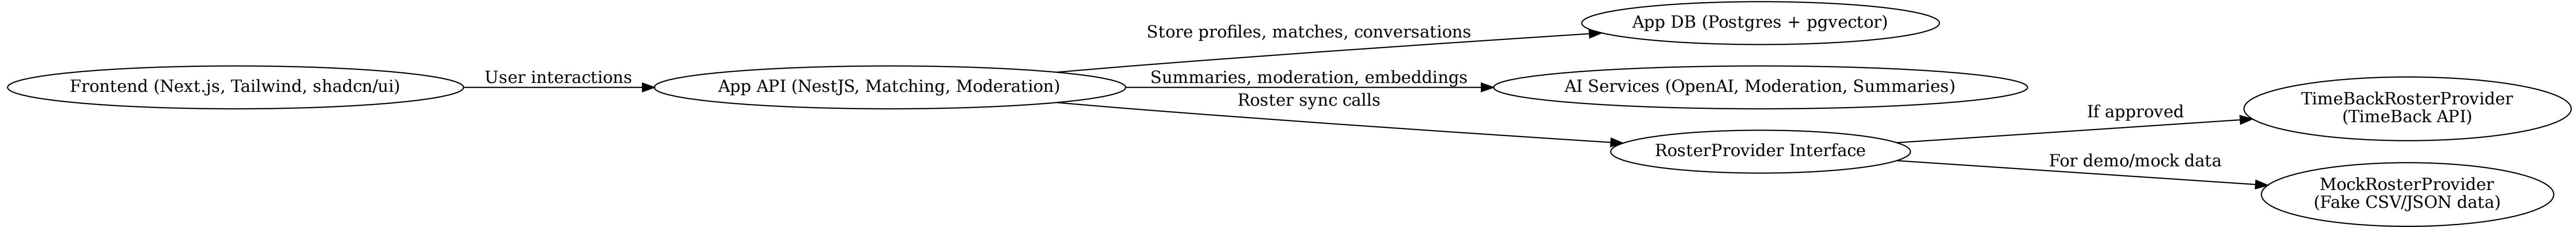 Frontend (Next.js, Tailwind, shadcn/ui)
User interactions
App API (NestJS, Matching, Moderation)
Store profiles, matches, conversations
App DB (Postgres + pgvector)
Summaries, moderation, embeddings
AI Services (OpenAI, Moderation, Summaries)
Roster sync calls
RosterProvider Interface
If approved
TimeBackRosterProvider
(TimeBack API)
For demo/mock data
MockRosterProvider
(Fake CSV/JSON data)